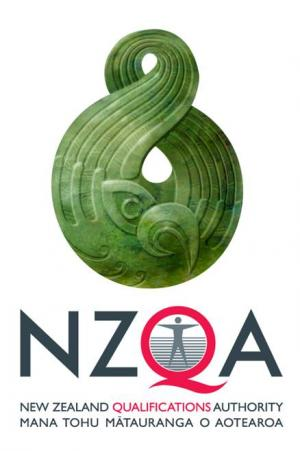 NZQA
NEW ZEALAND QUALIFICATIONS AUTHORITY
MANA TOHU MĀTAURANGA O AOTEAROA